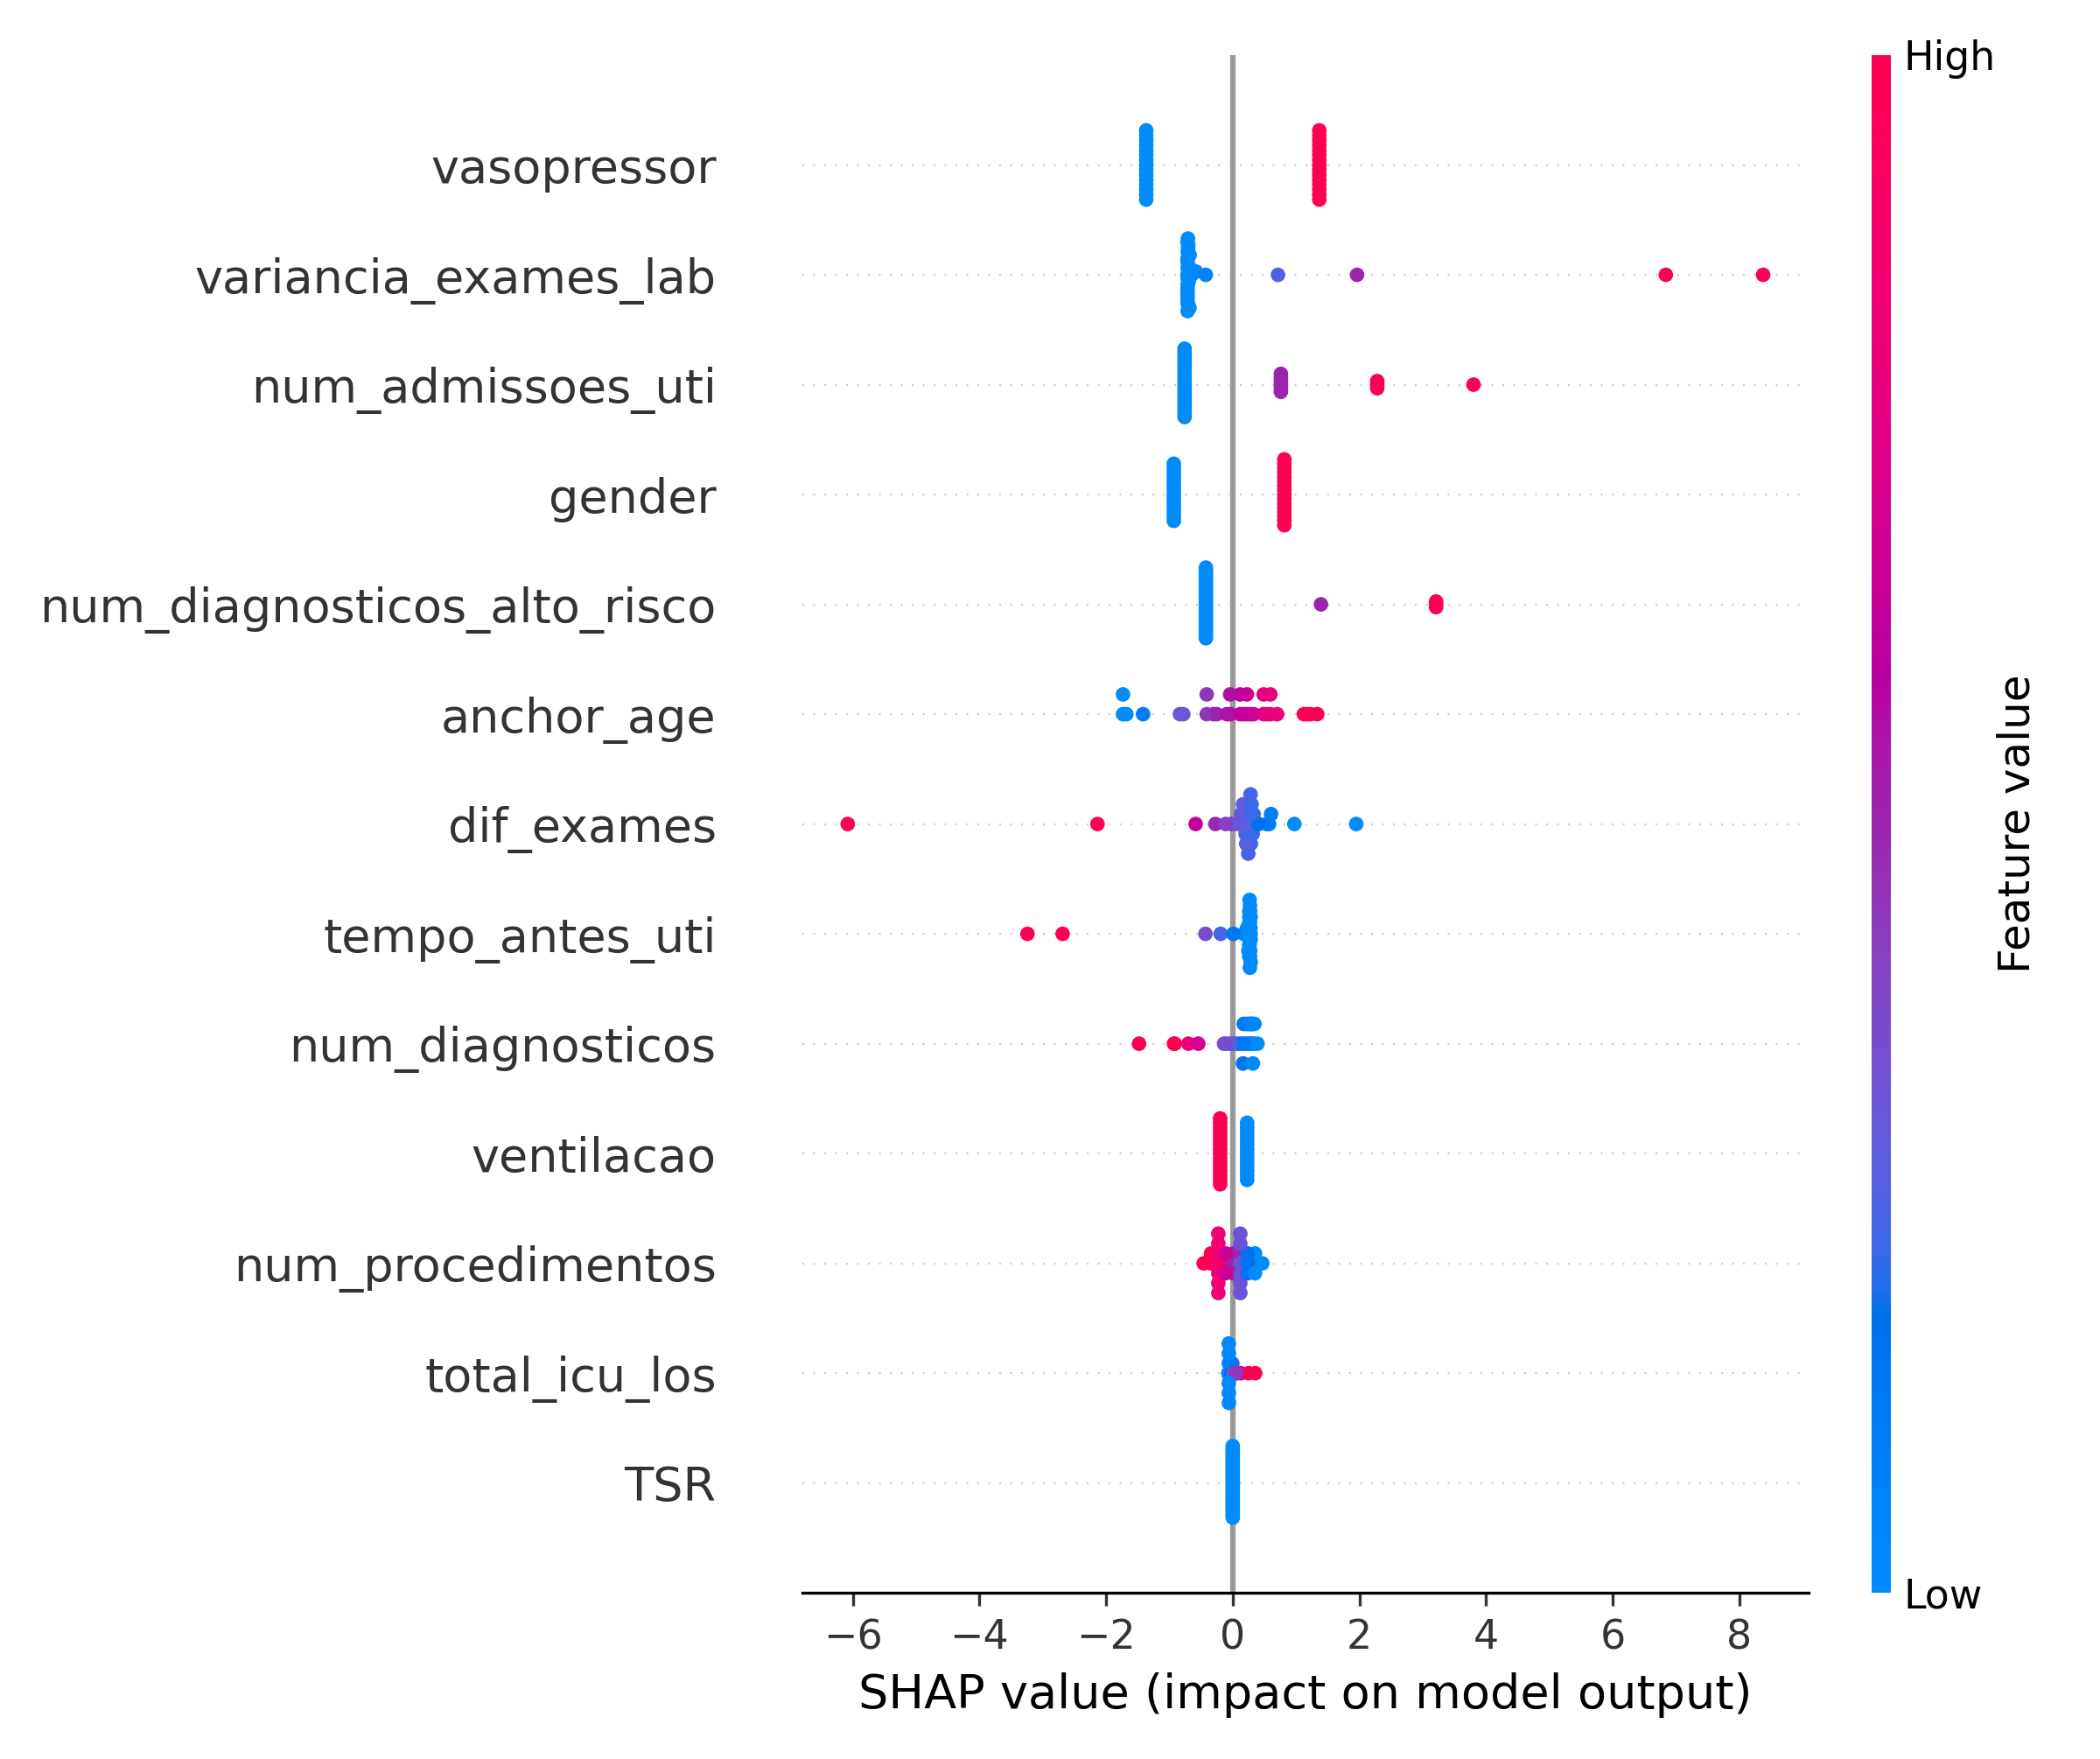 High
vasopressor
variancia_exames_lab
num_admissoes_uti
gender
num_diagnosticos_alto_risco
anchor_age
dif_exames
tempo_antes_uti
num_diagnosticos
ventilacao
num_procedimentos
total_icu_los
TSR
Feature value
Low
−6 −4 −2 0 2 4 6 8
SHAP value (impact on model output)